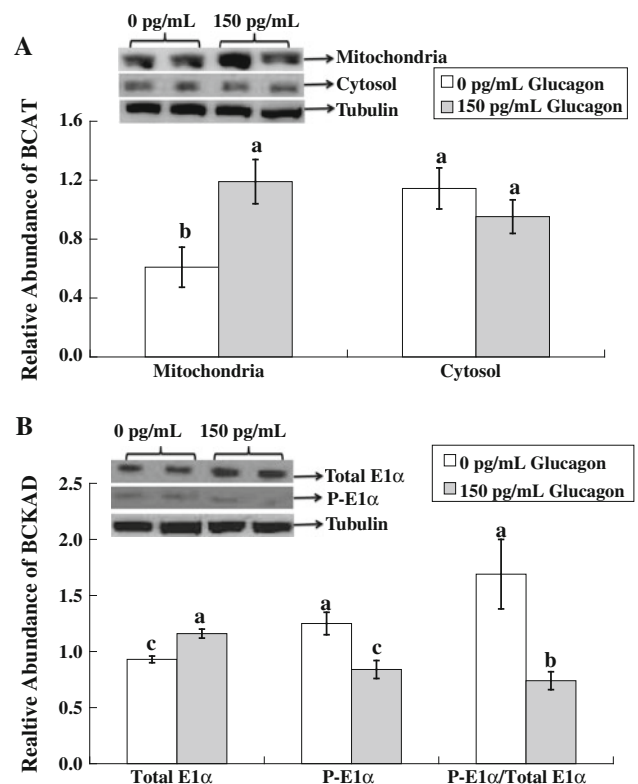 A
0 pg/mL 150 pg/mL
Mitochondria
Cytosol
Tubulin
0 pg/mL Glucagon
150 pg/mL Glucagon
Relative Abundance of BCAT
1.6
1.2
0.8
0.4
0.0
b
a
a
a
Mitochondria Cytosol
B
0 pg/mL 150 pg/mL
Total E1α
P-E1α
Tubulin
0 pg/mL Glucagon
150 pg/mL Glucagon
Realtive Abundance of BCKAD
2.5
2.0
1.5
1.0
0.5
0.0
c
a
a
c
a
b
Total E1α P-E1α P-E1α/Total E1α